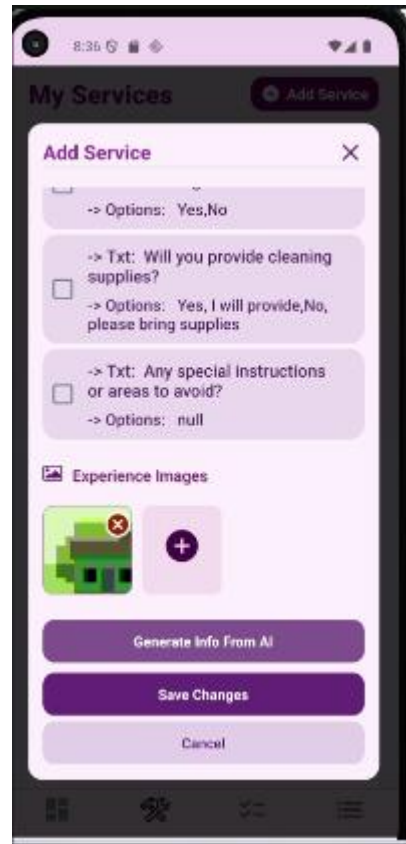 8:36
My Services
Add Service
Add Service
-> Options: Yes,No
-> Txt: Will you provide cleaning
supplies?
-> Options: Yes, I will provide,No,
please bring supplies
-> Txt: Any special instructions
or areas to avoid?
-> Options: null
Experience Images
Generate Info From AI
Save Changes
Cancel